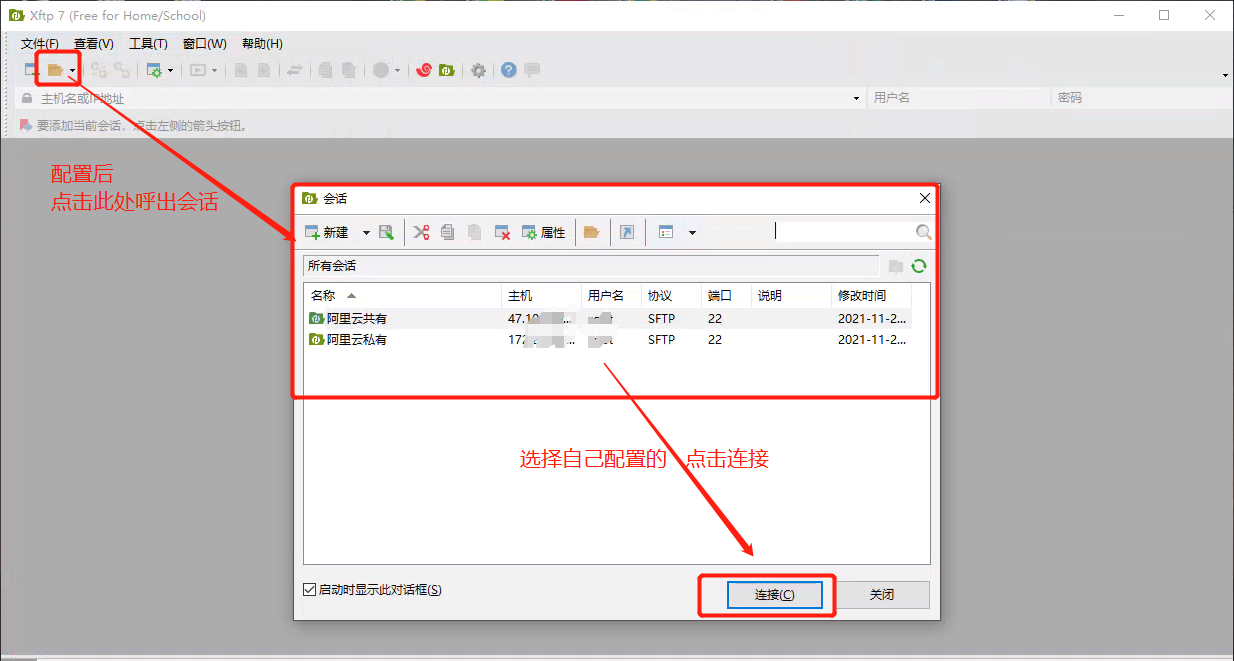 Xftp 7 (Free for Home/School)
文件(F) 查看(V) 工具(T) 窗口(W) 帮助(H)
主机名或IP地址 用户名 密码
要添加当前会话，点击左侧的箭头按钮。
配置后
点击此处呼出会话
会话
新建 属性
所有会话
名称 主机 用户名 协议 端口 说明 修改时间
阿里云共有 47.10 ... SFTP 22 2021-11-2...
阿里云私有 172 ... SFTP 22 2021-11-2...
选择自己配置的 点击连接
启动时显示此对话框(S)
连接(C) 关闭